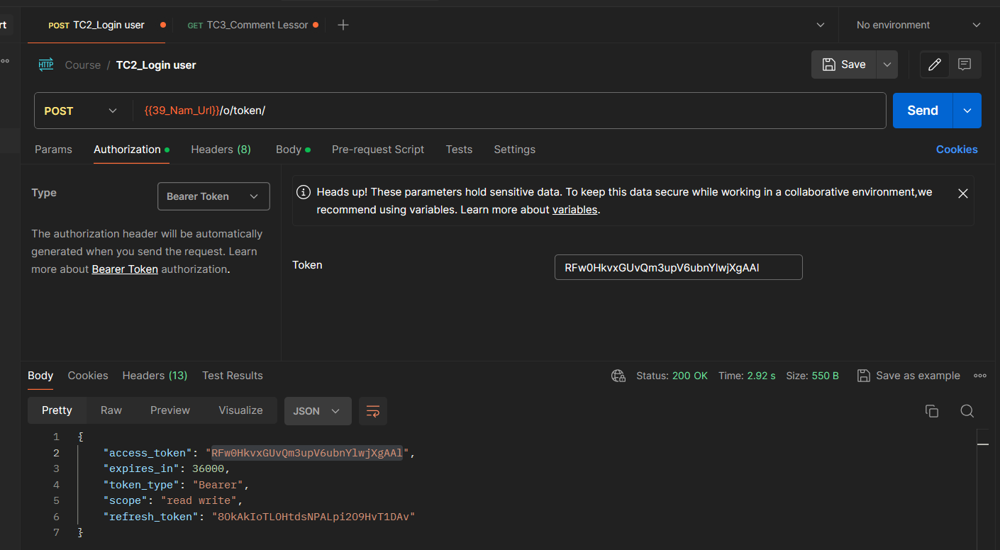 rt
POST TC2_Login user
GET TC3_Comment Lessor
No environment
HTTP
Course / TC2_Login user
Save
POST
{{39_Nam_Url}}/o/token/
Send
Params
Authorization
Headers (8)
Body
Pre-request Script
Tests
Settings
Cookies
Type
Bearer Token
The authorization header will be automatically
generated when you send the request. Learn
more about Bearer Token authorization.
Heads up! These parameters hold sensitive data. To keep this data secure while working in a collaborative environment,we
recommend using variables. Learn more about variables.
Token
RFw0HkvxGUvQm3upV6ubnYlwjXgAAl
Body
Cookies
Headers (13)
Test Results
Status: 200 OK
Time: 2.92 s
Size: 550 B
Save as example
Pretty
Raw
Preview
Visualize
JSON
1 {
2 "access_token": "RFw0HkvxGUvQm3upV6ubnYlwjXgAAl",
3 "expires_in": 36000,
4 "token_type": "Bearer",
5 "scope": "read write",
6 "refresh_token": "8OkAkIoTLOHtdsNPALpi2O9HvT1DAv"
7 }